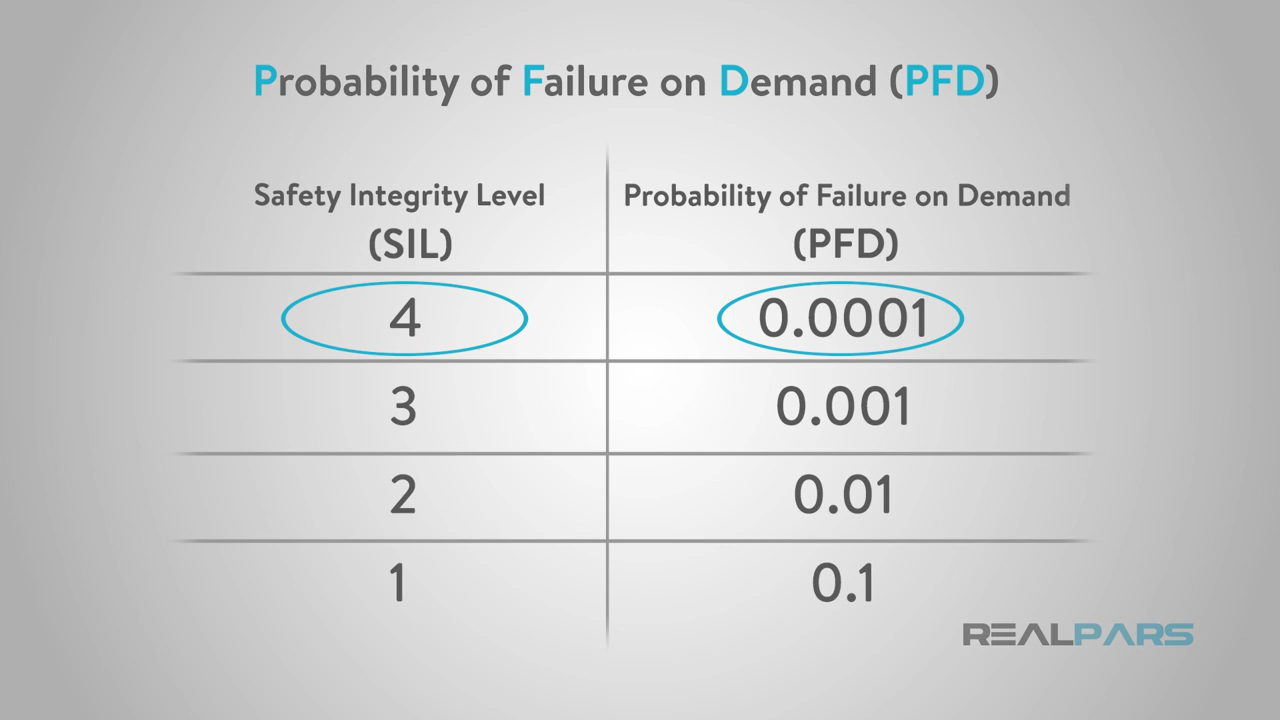 Probability of Failure on Demand (PFD)
Safety Integrity Level Probability of Failure on Demand
(SIL) (PFD)
4 0.0001
3 0.001
2 0.01
1 0.1
REALPARS